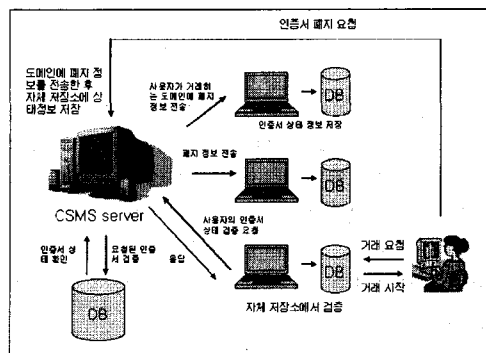 인증서 폐지 요청
도메인에 폐지 정
보를 전송한 후
자체 저장소에 상
태정보 저장
사용자가 거래하
는 도메인에 폐지
정보 전송
DB
인증서 상태 정보 저장
폐지 정보 전송
DB
CSMS server
사용자의 인증서
상태 검증 요청
인증서 상
태 확인
요청된 인증
서 검증
응답
DB
거래 요청
거래 시작
자체 저장소에서 검증
DB